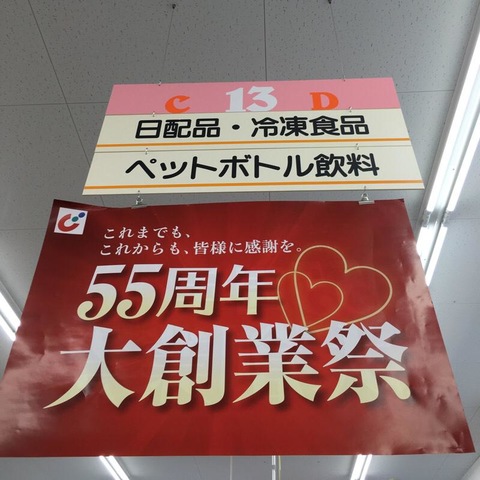 C 13 D
日配品・冷凍食品
ペットボトル飲料
これまでも、
これからも、皆様に感謝を。
55周年
大創業祭